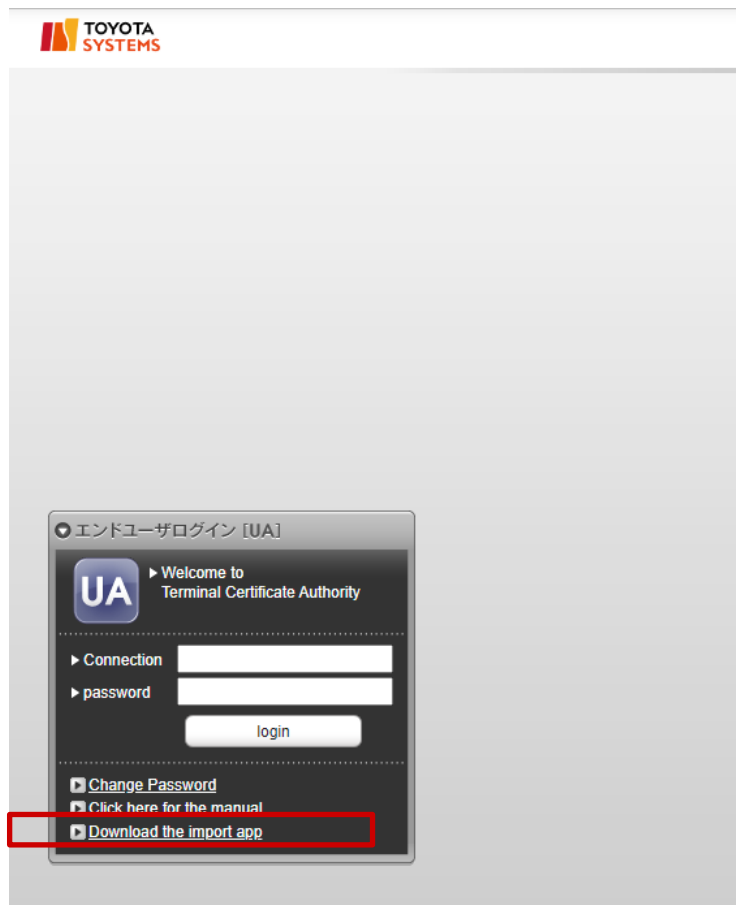 TOYOTA
SYSTEMS
エンドユーザログイン [UA]
UA
Welcome to
Terminal Certificate Authority
Connection
password
login
Change Password
Click here for the manual
Download the import app